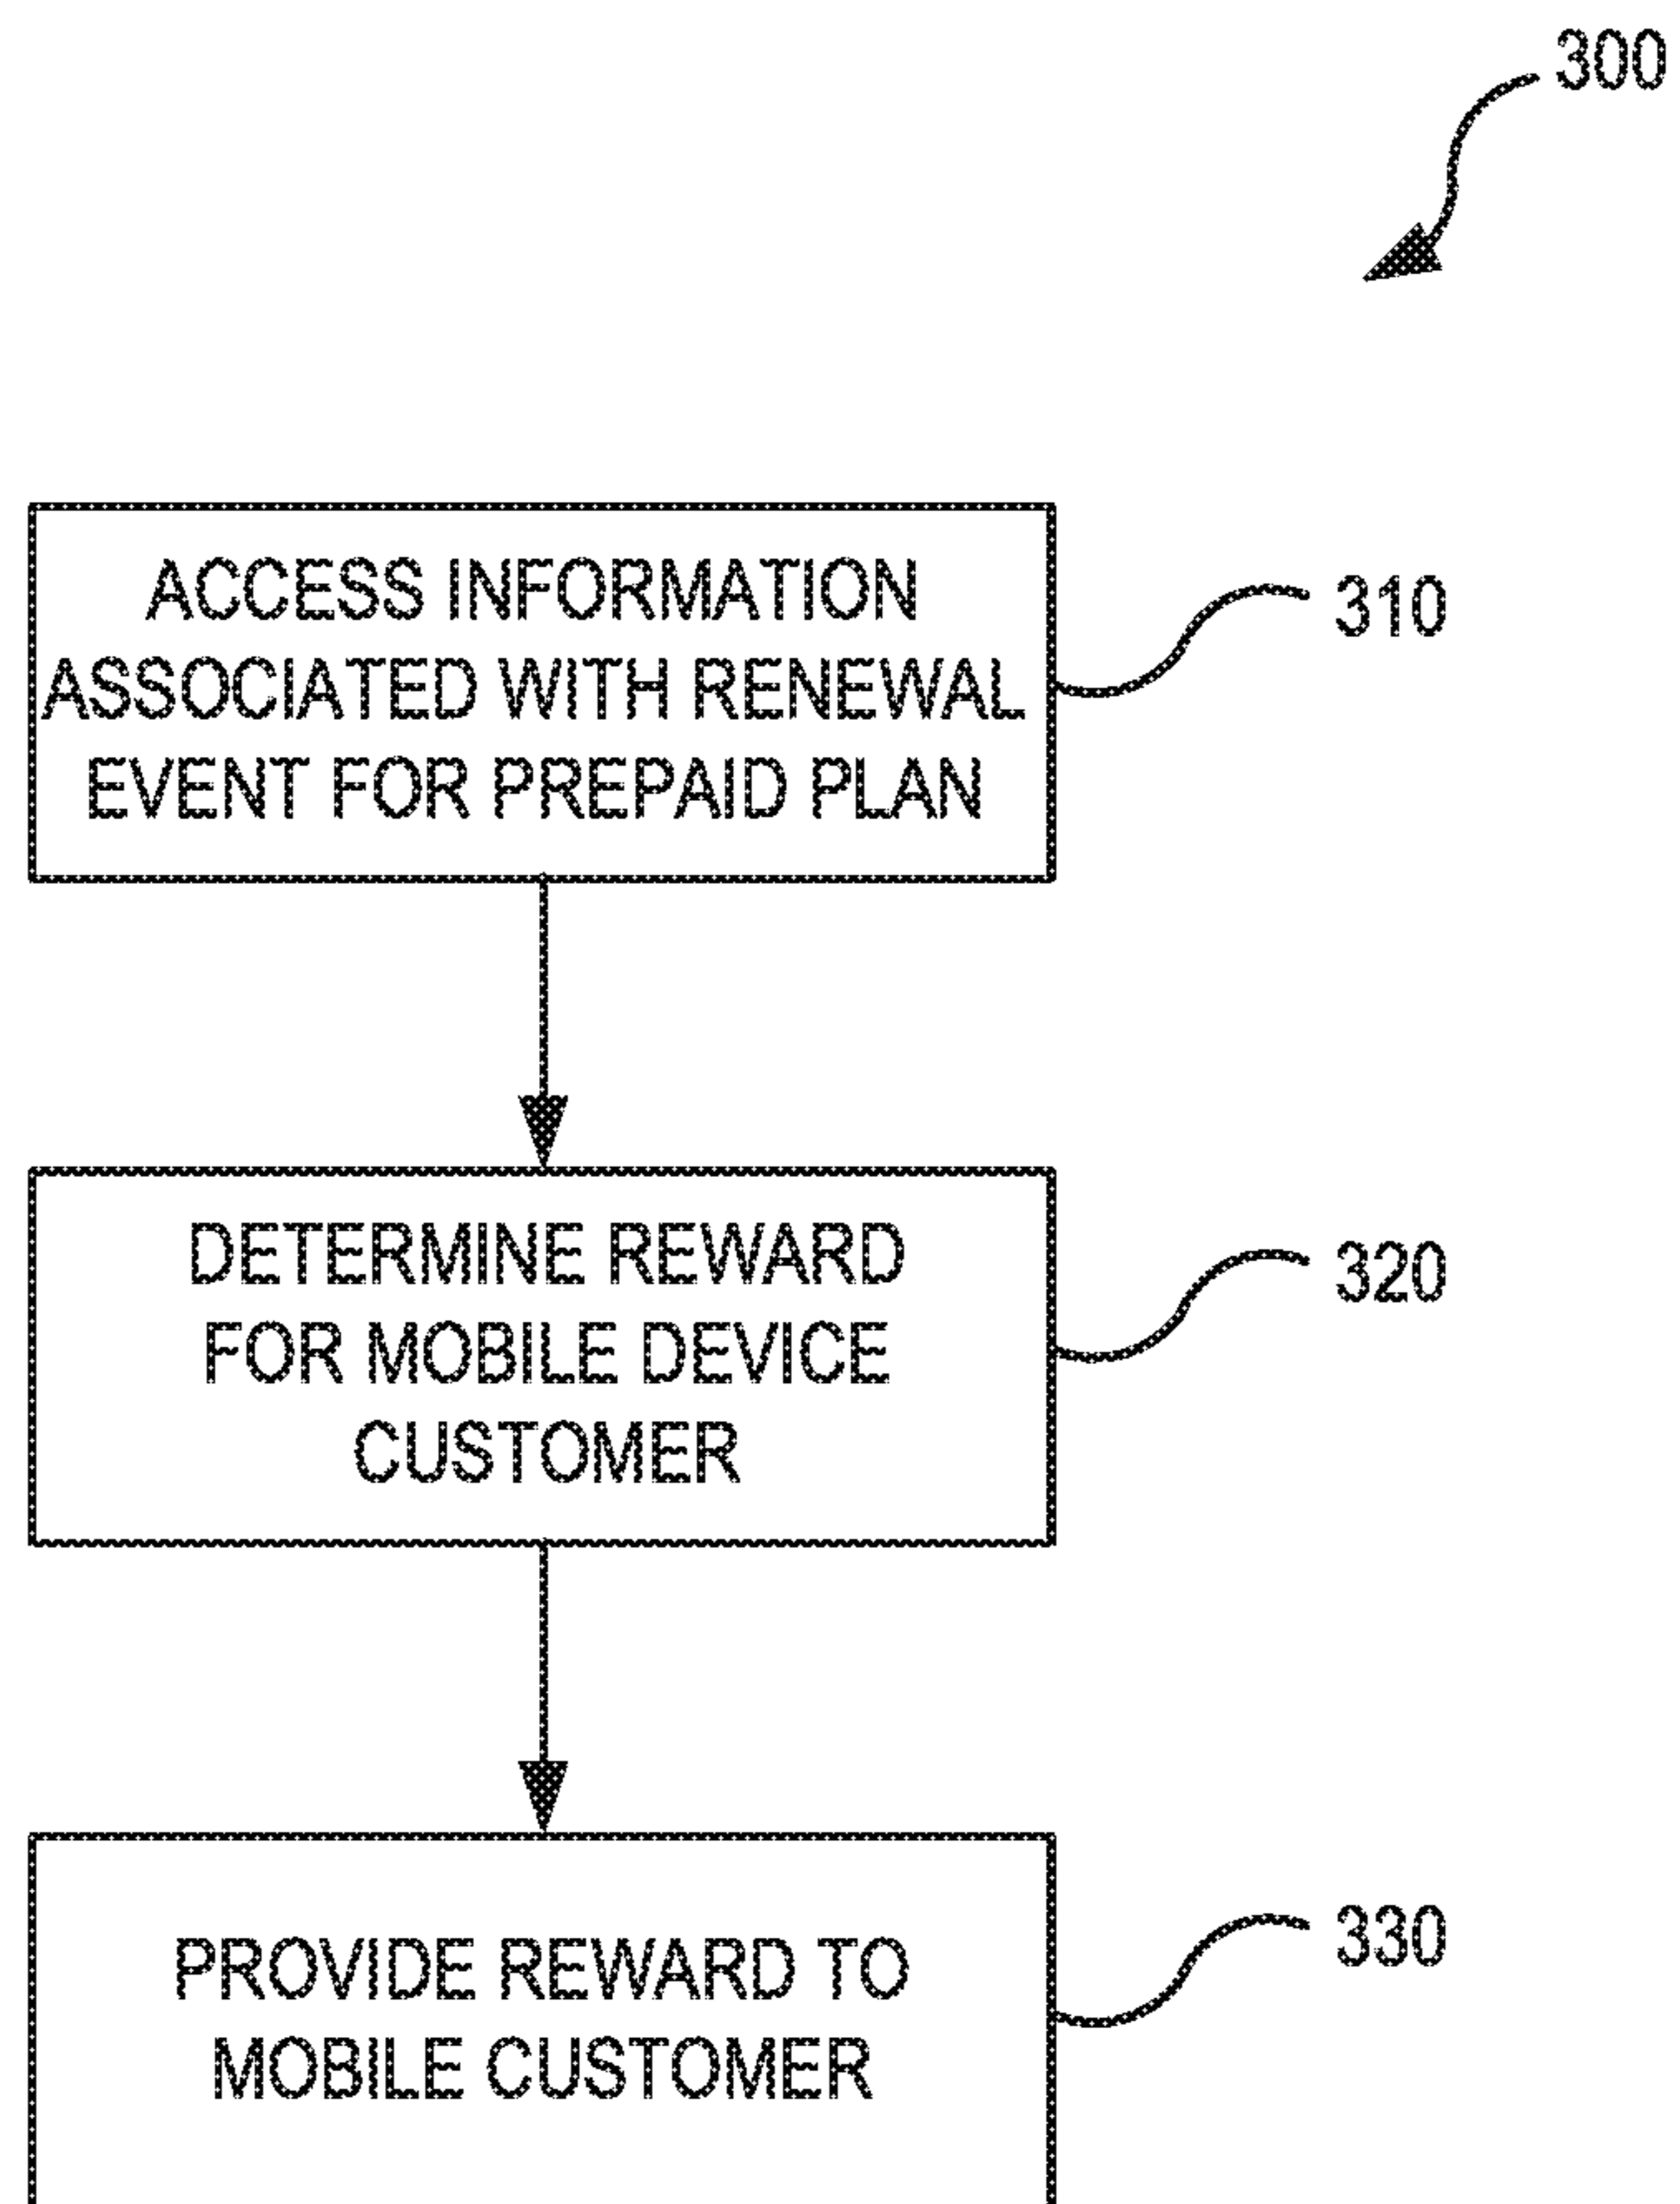 300
ACCESS INFORMATION
ASSOCIATED WITH RENEWAL
EVENT FOR PREPAID PLAN
310
DETERMINE REWARD
FOR MOBILE DEVICE
CUSTOMER
320
PROVIDE REWARD TO
MOBILE CUSTOMER
330